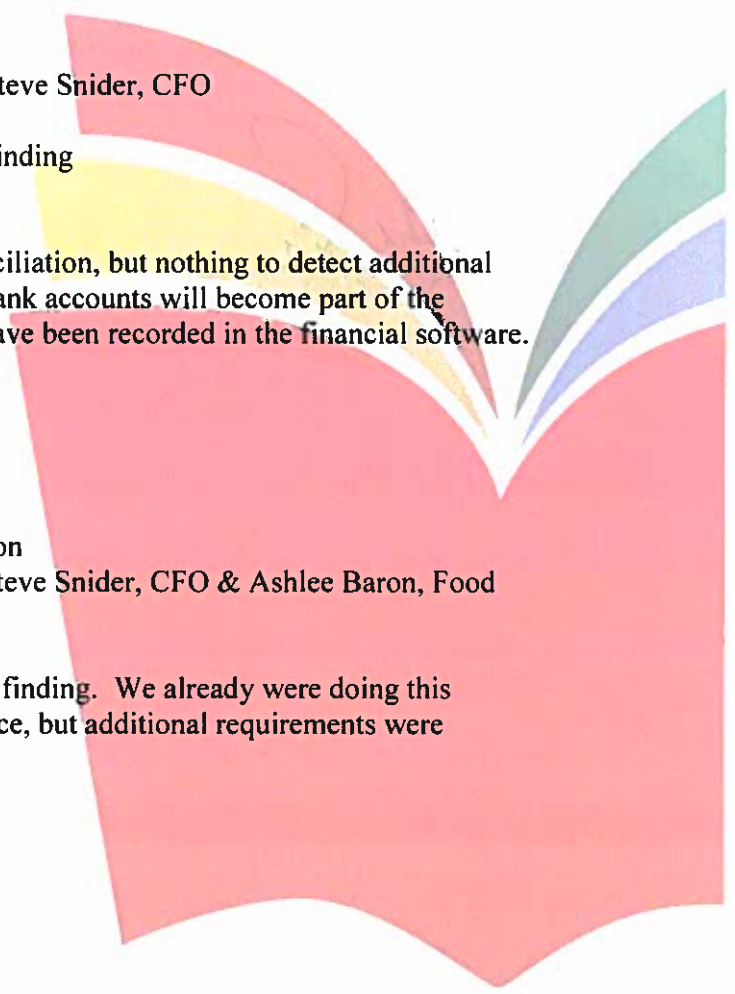 teve Snider, CFO
inding
ciliation, but nothing to detect additional
ank accounts will become part of the
ave been recorded in the financial software.
on
teve Snider, CFO & Ashlee Baron, Food
finding. We already were doing this
ce, but additional requirements were